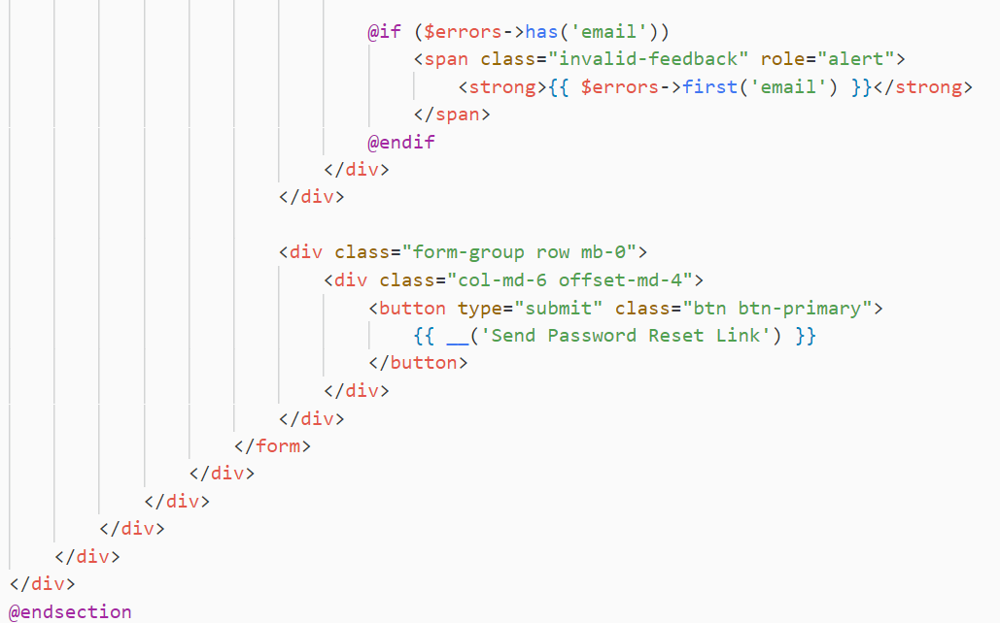 @if ($errors->has('email'))
<span class="invalid-feedback" role="alert">
<strong>{{ $errors->first('email') }}</strong>
</span>
@endif
</div>
</div>
<div class="form-group row mb-0">
<div class="col-md-6 offset-md-4">
<button type="submit" class="btn btn-primary">
{{ __('Send Password Reset Link') }}
</button>
</div>
</div>
</form>
</div>
</div>
</div>
</div>
</div>
@endsection